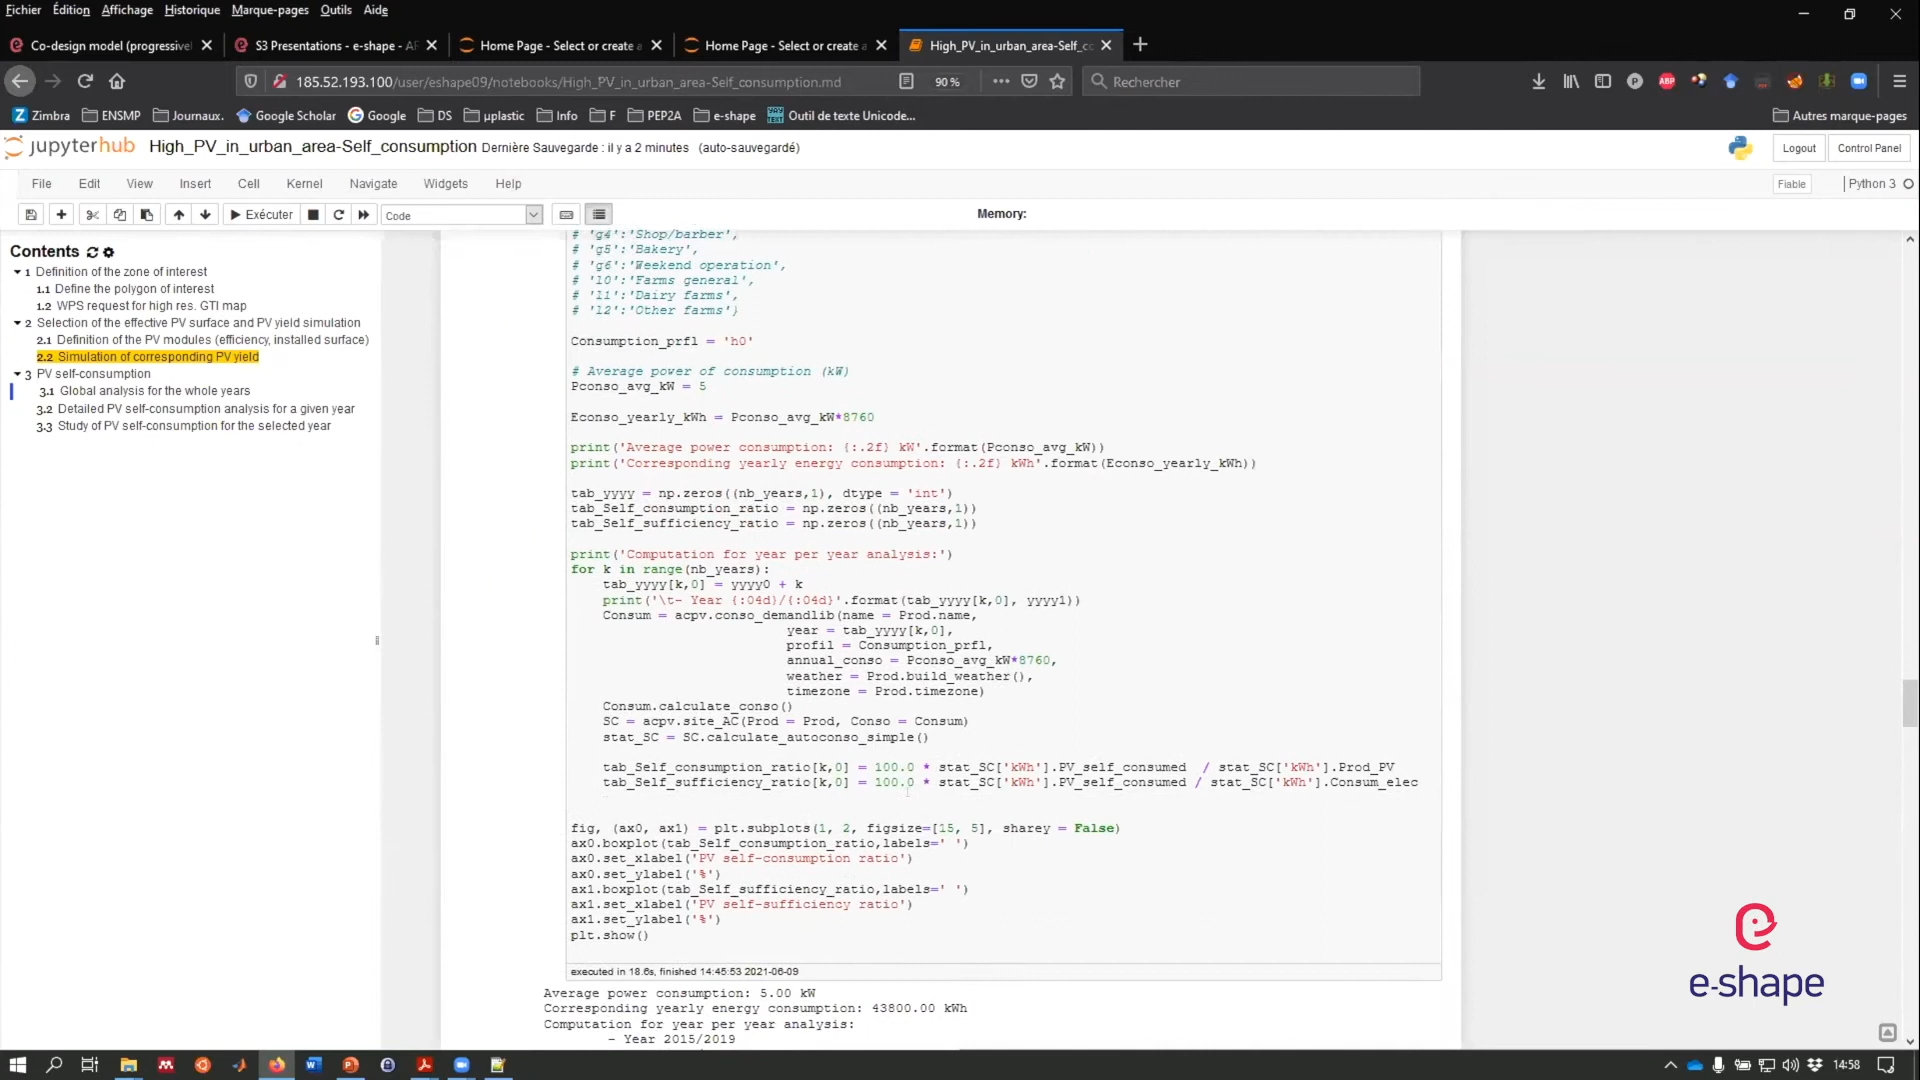 Fichier Édition Affichage Historique Marque-pages Outils Aide
Co-design model (progressivel
S3 Presentations - e-shape - AF
Home Page - Select or create a
Home Page - Select or create a
High_PV_in_urban_area-Self_co
185.52.193.100/user/eshape09/notebooks/High_PV_in_urban_area-Self_consumption.md
90 %
Rechercher
Zimbra ENSMP Journaux. Google Scholar Google DS µplastic Info F PEP2A e-shape Outil de texte Unicode... Autres marque-pages
jupyterhub High_PV_in_urban_area-Self_consumption Dernière Sauvegarde : il y a 2 minutes (auto-sauvegardé) Logout Control Panel
File Edit View Insert Cell Kernel Navigate Widgets Help Fiable Python 3
Exécuter Code Memory:
Contents
1 Definition of the zone of interest
1.1 Define the polygon of interest
1.2 WPS request for high res. GTI map
2 Selection of the effective PV surface and PV yield simulation
2.1 Definition of the PV modules (efficiency, installed surface)
2.2 Simulation of corresponding PV yield
3 PV self-consumption
3.1 Global analysis for the whole years
3.2 Detailed PV self-consumption analysis for a given year
3.3 Study of PV self-consumption for the selected year
# 'g4':'Shop/barber',
# 'g5':'Bakery',
# 'g6':'Weekend operation',
# 'l0':'Farms general',
# 'l1':'Dairy farms',
# 'l2':'Other farms'}
Consumption_prfl = 'h0'
# Average power of consumption (kW)
Pconso_avg_kW = 5
Econso_yearly_kWh = Pconso_avg_kW*8760
print('Average power consumption: {:.2f} kW'.format(Pconso_avg_kW))
print('Corresponding yearly energy consumption: {:.2f} kWh'.format(Econso_yearly_kWh))
tab_yyyy = np.zeros((nb_years,1), dtype = 'int')
tab_Self_consumption_ratio = np.zeros((nb_years,1))
tab_Self_sufficiency_ratio = np.zeros((nb_years,1))
print('Computation for year per year analysis:')
for k in range(nb_years):
tab_yyyy[k,0] = yyyy0 + k
print('\t- Year {:04d}/{:04d}'.format(tab_yyyy[k,0], yyyy1))
Consum = acpv.conso_demandlib(name = Prod.name,
year = tab_yyyy[k,0],
profil = Consumption_prfl,
annual_conso = Pconso_avg_kW*8760,
weather = Prod.build_weather(),
timezone = Prod.timezone)
Consum.calculate_conso()
SC = acpv.site_AC(Prod = Prod, Conso = Consum)
stat_SC = SC.calculate_autoconso_simple()
tab_Self_consumption_ratio[k,0] = 100.0 * stat_SC['kWh'].PV_self_consumed / stat_SC['kWh'].Prod_PV
tab_Self_sufficiency_ratio[k,0] = 100.0 * stat_SC['kWh'].PV_self_consumed / stat_SC['kWh'].Consum_elec
fig, (ax0, ax1) = plt.subplots(1, 2, figsize=[15, 5], sharey = False)
ax0.boxplot(tab_Self_consumption_ratio,labels=' ')
ax0.set_xlabel('PV self-consumption ratio')
ax0.set_ylabel('%')
ax1.boxplot(tab_Self_sufficiency_ratio,labels=' ')
ax1.set_xlabel('PV self-sufficiency ratio')
ax1.set_ylabel('%')
plt.show()
executed in 18.6s, finished 14:45:53 2021-06-09
Average power consumption: 5.00 kW
Corresponding yearly energy consumption: 43800.00 kWh
Computation for year per year analysis:
- Year 2015/2019
e-shape
14:58